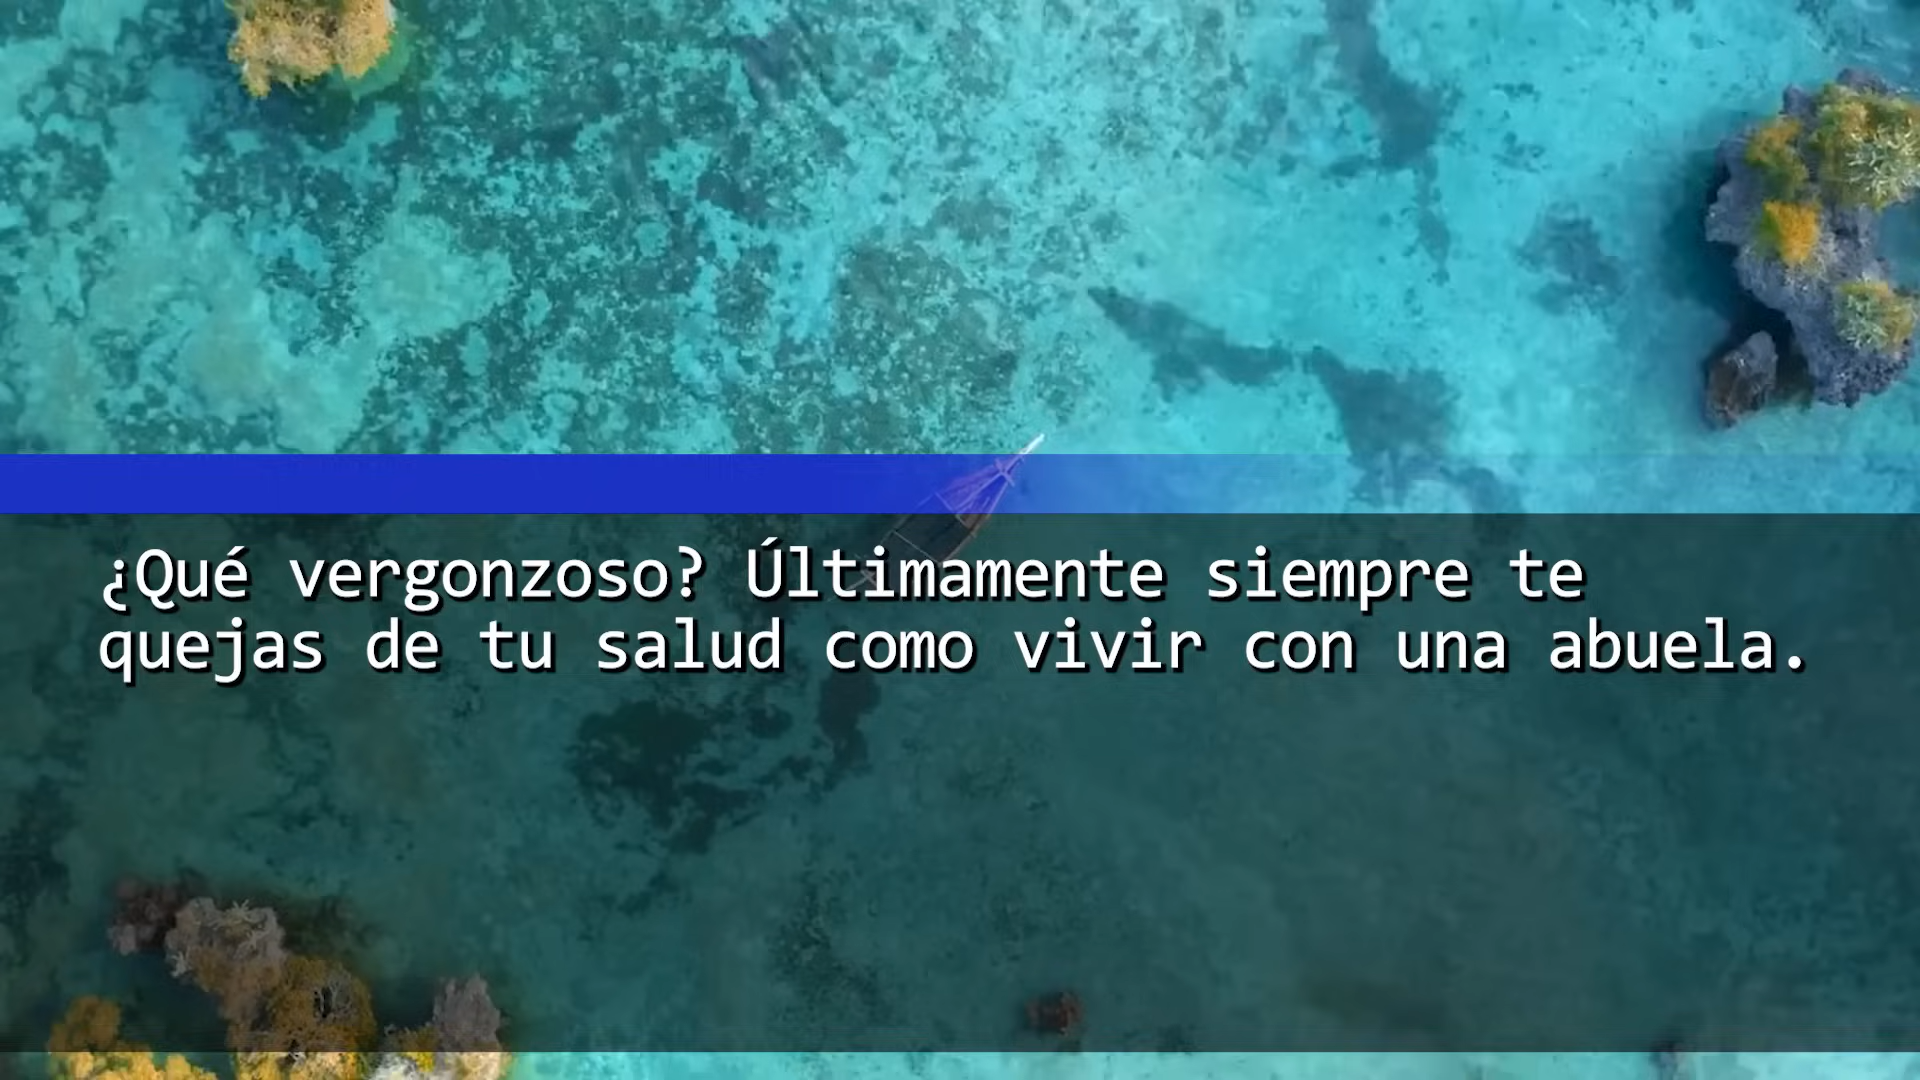 ¿Qué vergonzoso? Últimamente siempre te
quejas de tu salud como vivir con una abuela.